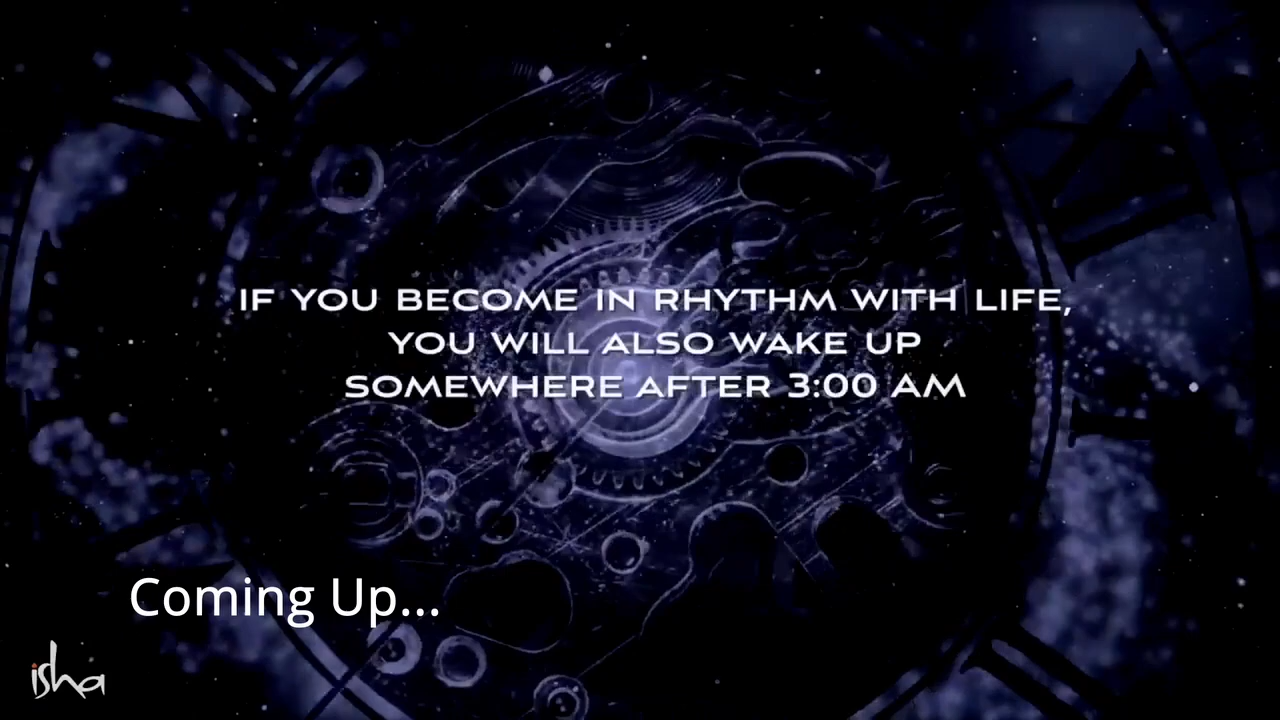 IF YOU BECOME IN RHYTHM WITH LIFE,
YOU WILL ALSO WAKE UP
SOMEWHERE AFTER 3:00 AM
Coming Up...
isha